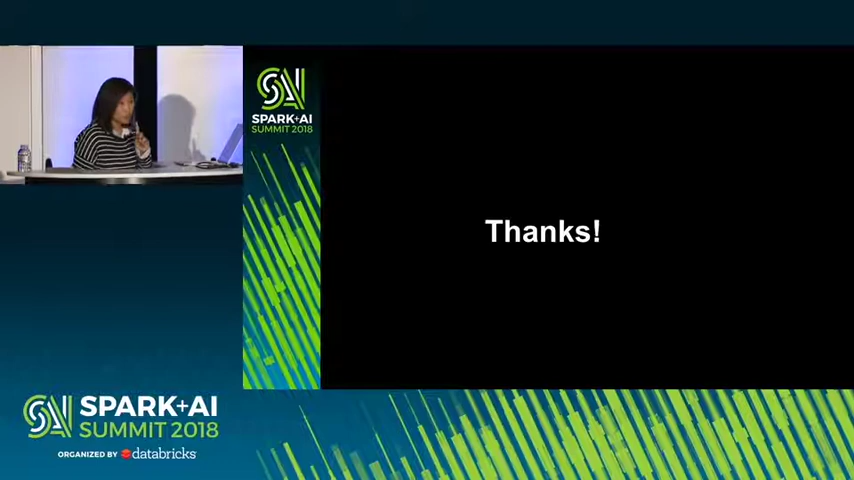 SPARK+AI
SUMMIT 2018
Thanks!
SPARK+AI
SUMMIT 2018
ORGANIZED BY databricks